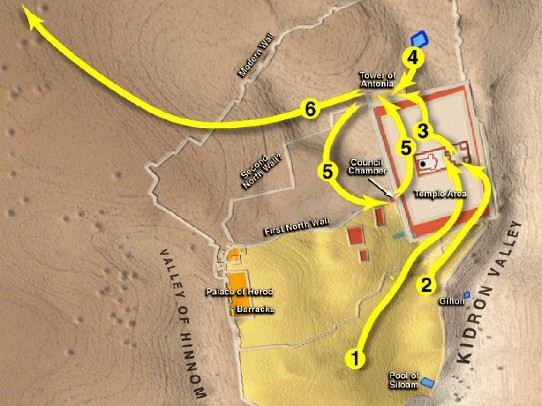 Modern Wall
4
Tower of
Antonia
6
3
Second
North Wall?
5
5
Council
Chamber
Temple Area
First North Wall
VALLEY OF HINNOM
KIDRON VALLEY
2
Palace of Herod
Gihon
Barracks
1
Pool of
Siloam